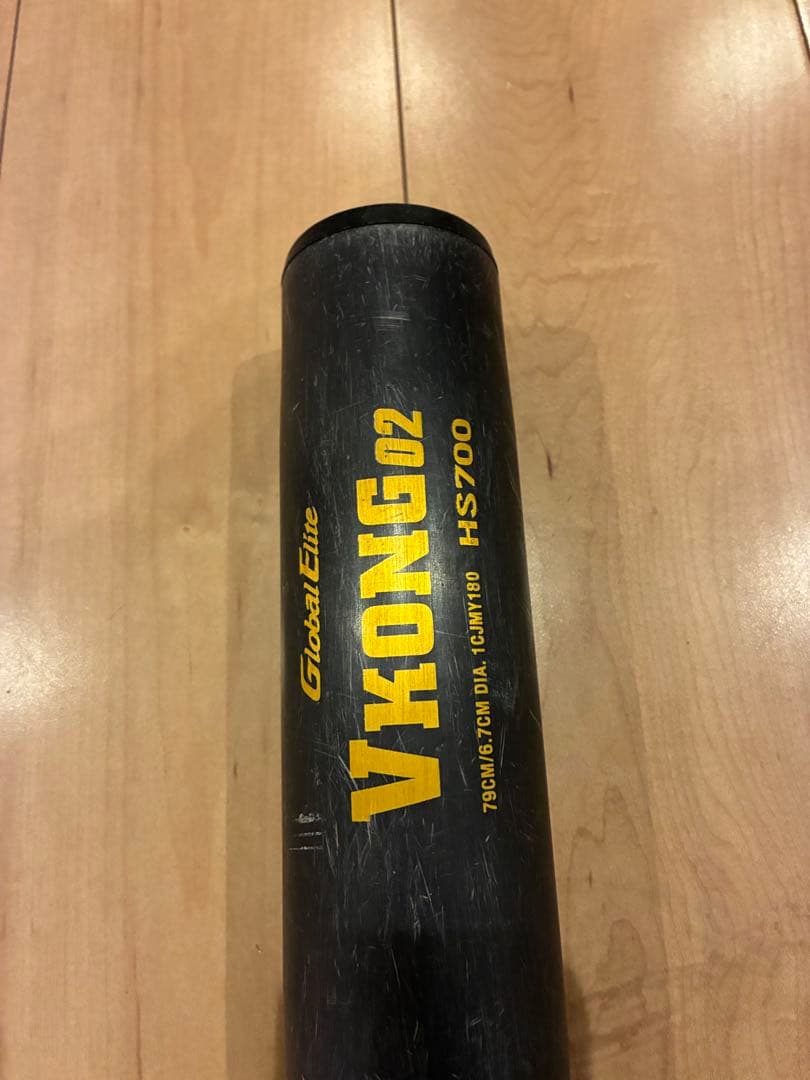 Global Elite
VKONG02
79CM/6.7CM DIA. 1CJMY180 HS700